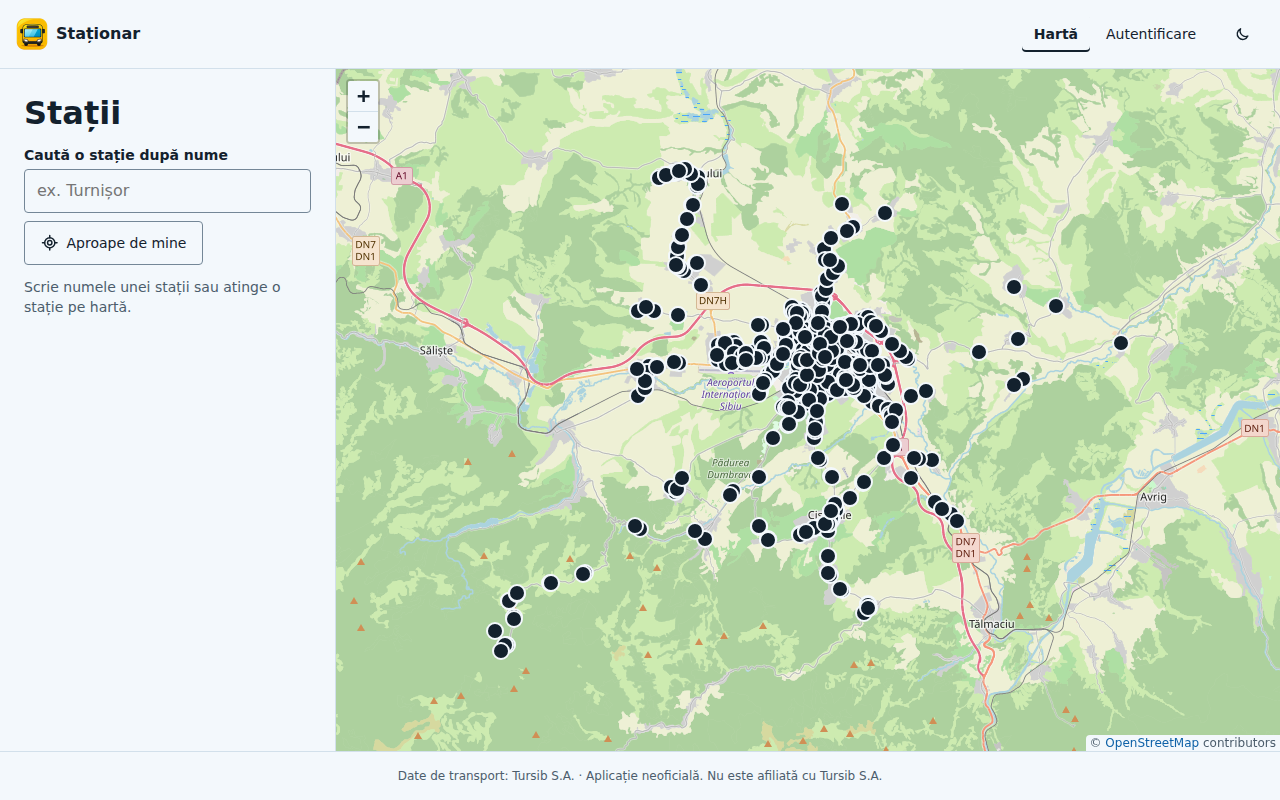 Staționar
Hartă
Autentificare
Stații
Caută o stație după nume
ex. Turnișor
Aproape de mine
Scrie numele unei stații sau atinge o
stație pe hartă.
+
−
A1
DN7
DN1
DN7H
Săliște
Aeroportul
Internațional
Sibiu
Pădurea
Dumbrava
DN1
Avrig
DN7
DN1
Tălmaciu
© OpenStreetMap contributors
Date de transport: Tursib S.A. · Aplicație neoficială. Nu este afiliată cu Tursib S.A.